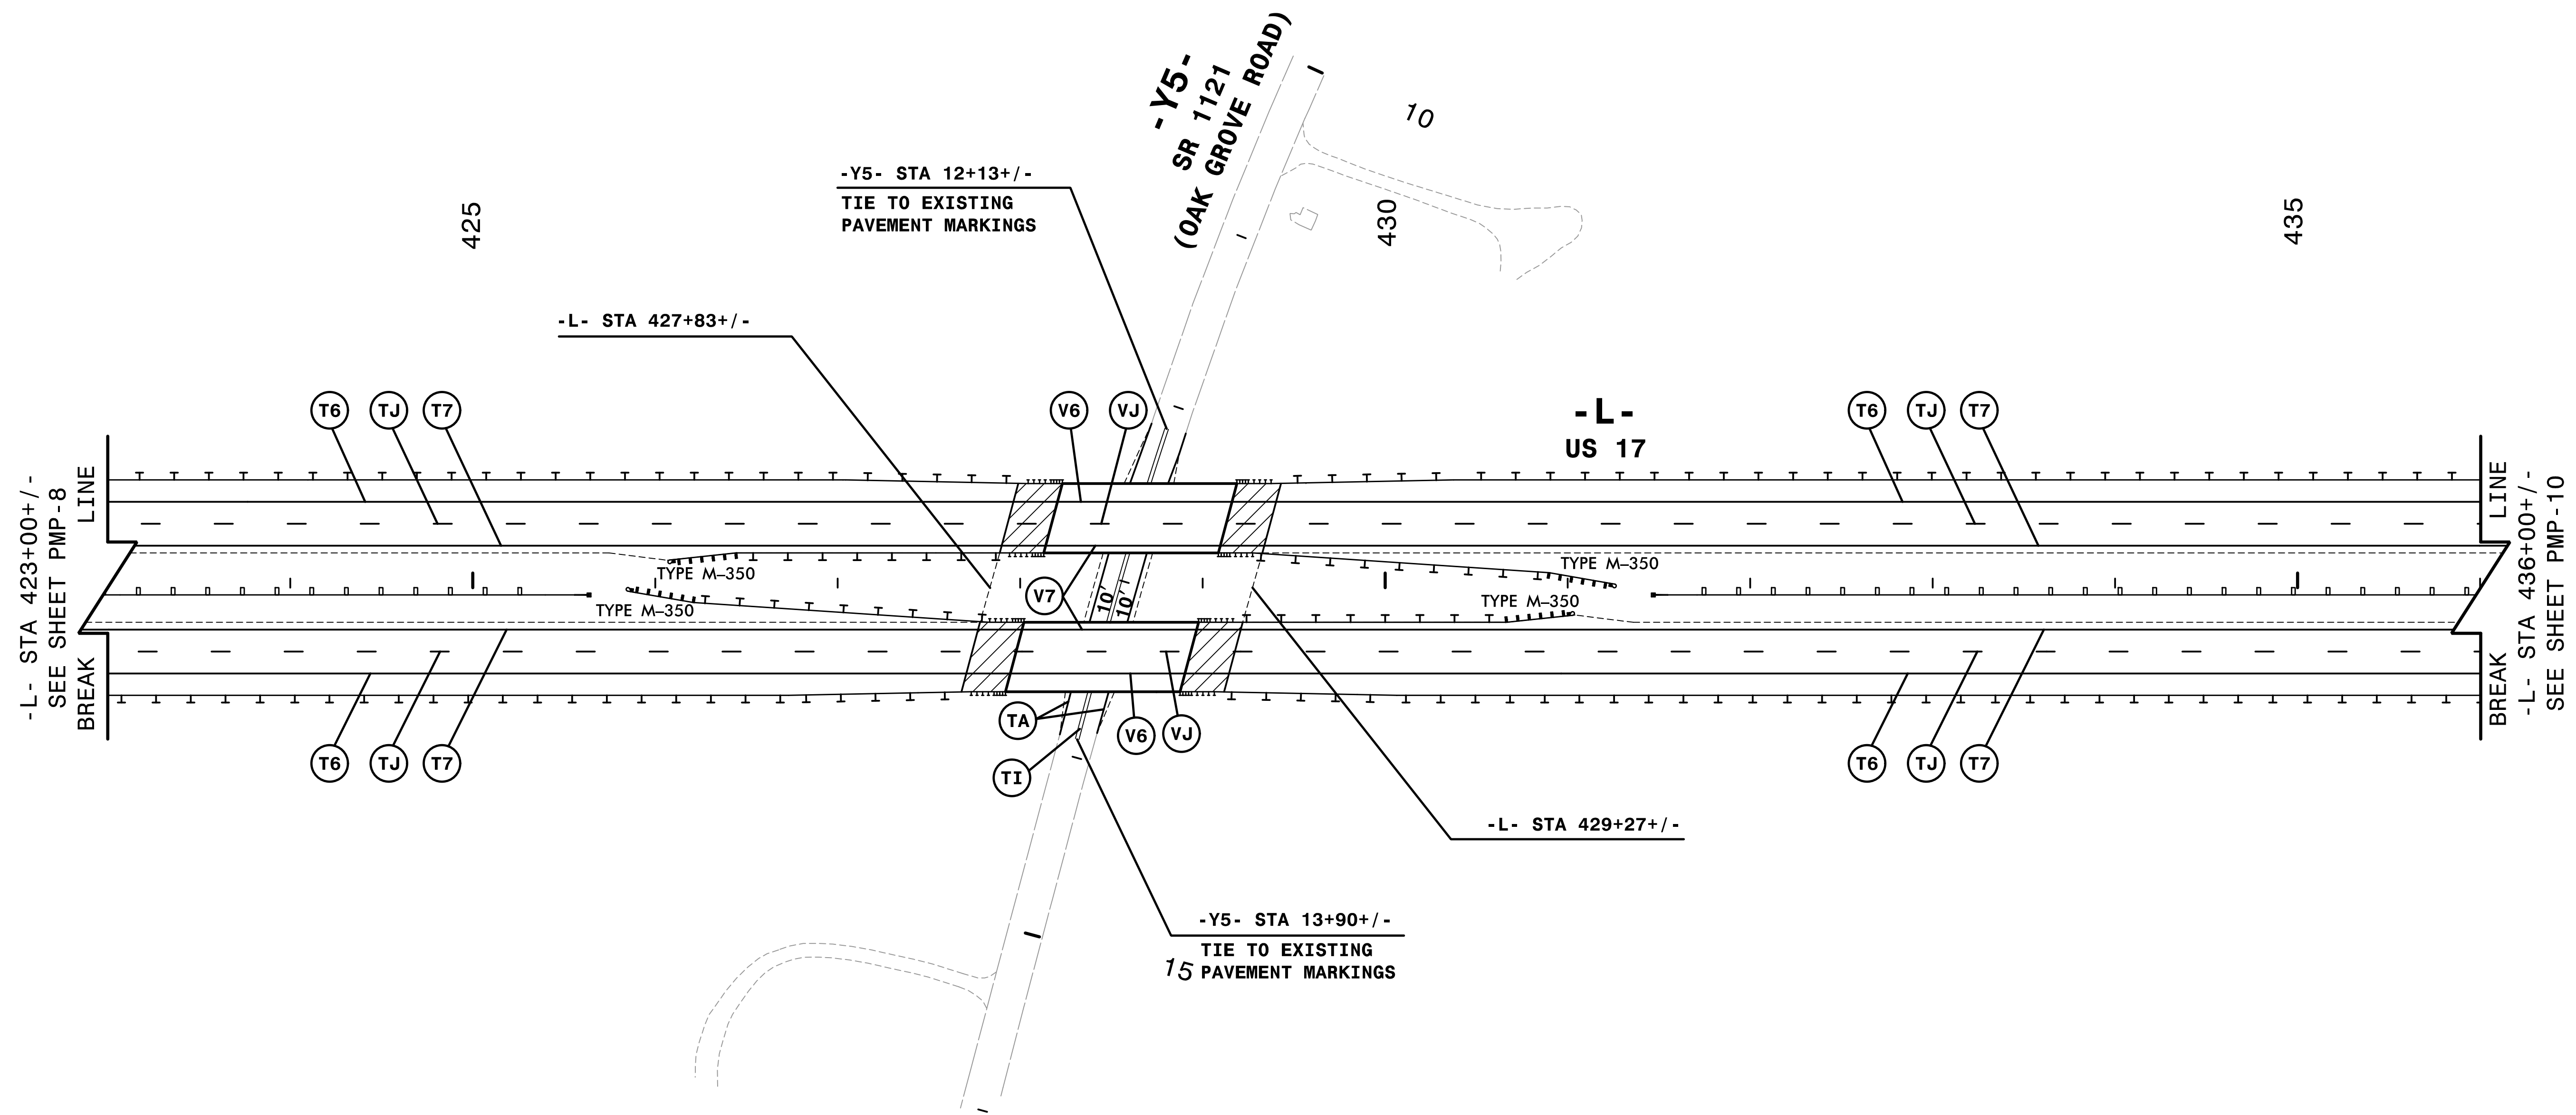 -Y5-
SR 1121
(OAK GROVE ROAD)
10
-Y5- STA 12+13+/-
TIE TO EXISTING
PAVEMENT MARKINGS
425
430
435
-L- STA 427+83+/-
T6 TJ T7
V6 VJ
-L-
US 17
T6 TJ T7
-L- STA 423+00+/-
SEE SHEET PMP-8
BREAK LINE
BREAK LINE
-L- STA 436+00+/-
SEE SHEET PMP-10
TYPE M-350
TYPE M-350
V7
10'
10'
TYPE M-350
TYPE M-350
TA
V6 VJ
T6 TJ T7
TI
T6 TJ T7
-L- STA 429+27+/-
-Y5- STA 13+90+/-
TIE TO EXISTING
PAVEMENT MARKINGS
15